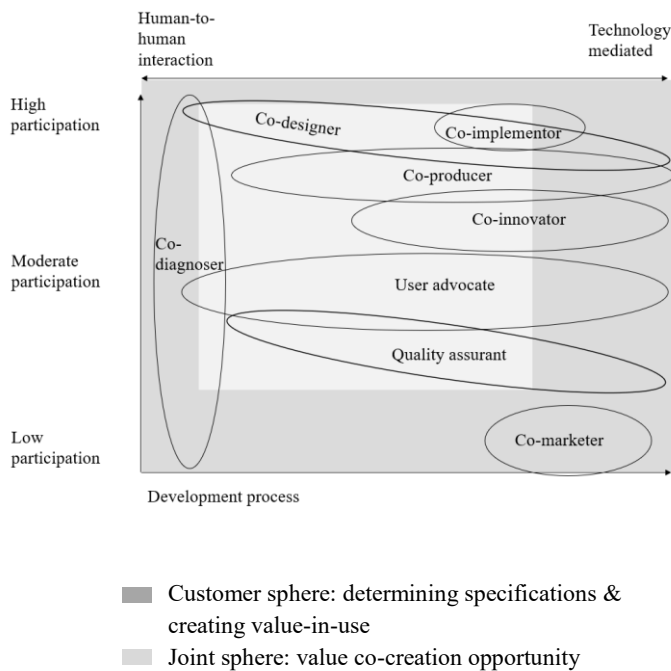 Human-to-
human
interaction
Technology
mediated
High
participation
Co-designer
Co-implementor
Co-producer
Co-innovator
Co-
diagnoser
Moderate
participation
User advocate
Quality assurant
Low
participation
Co-marketer
Development process
Customer sphere: determining specifications &
creating value-in-use
Joint sphere: value co-creation opportunity